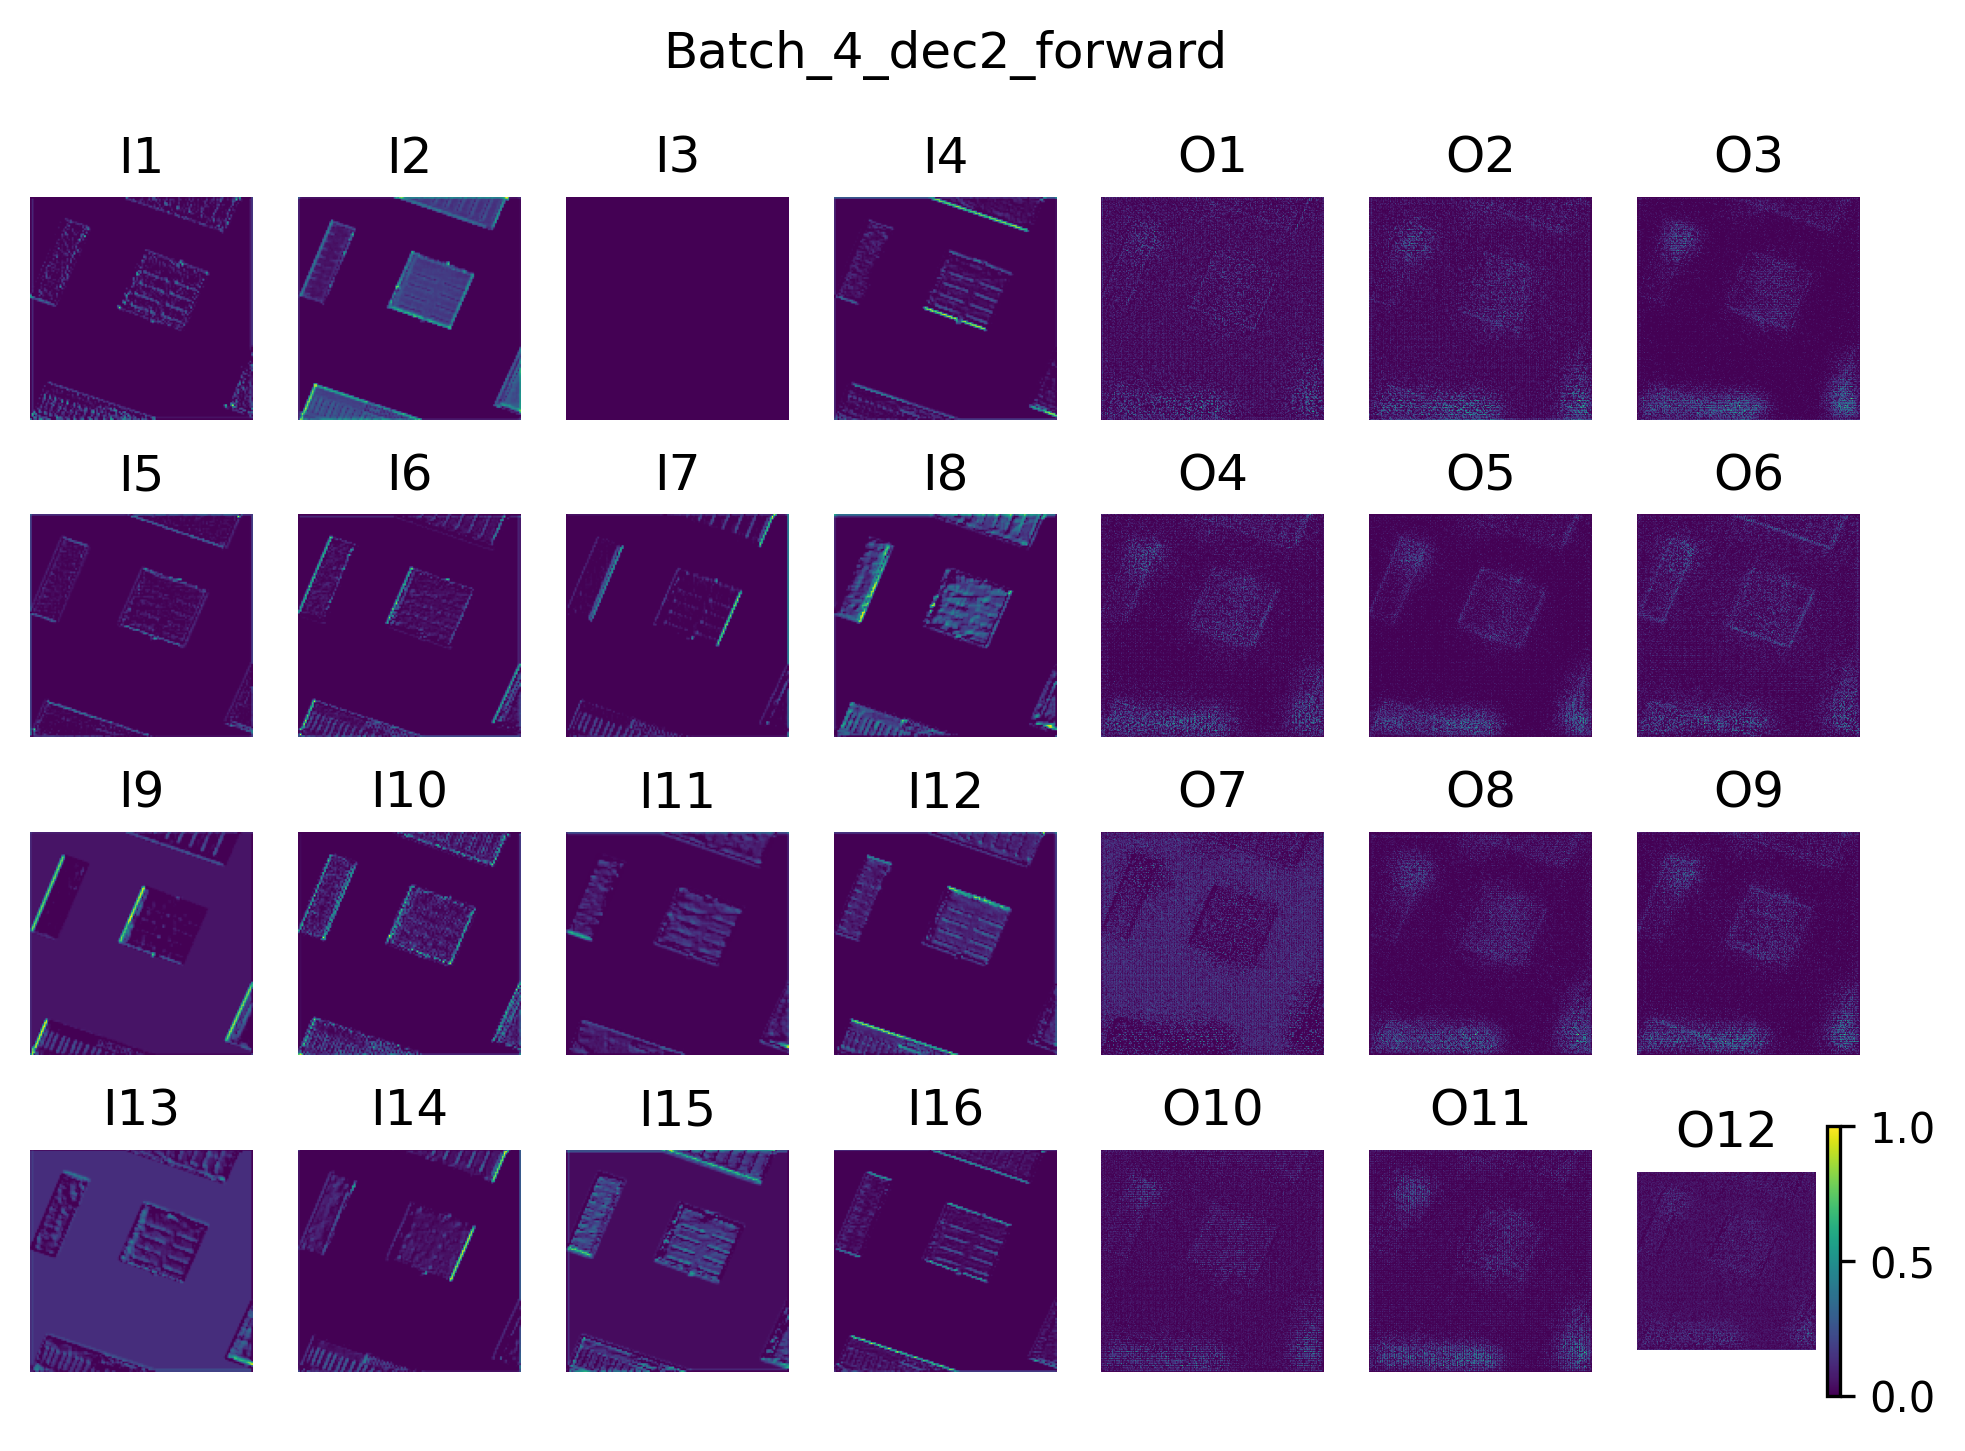 Batch_4_dec2_forward
I1 I2 I3 I4 O1 O2 O3
I5 I6 I7 I8 O4 O5 O6
I9 I10 I11 I12 O7 O8 O9
I13 I14 I15 I16 O10 O11 O12
1.0
0.5
0.0